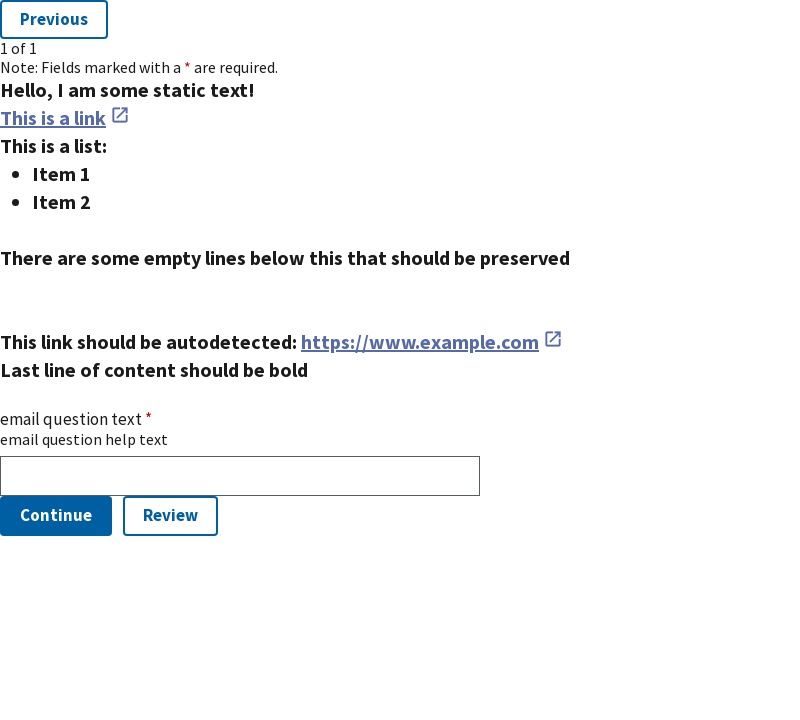 Previous
1 of 1
Note: Fields marked with a * are required.
Hello, I am some static text!
This is a link
This is a list:
Item 1
Item 2
There are some empty lines below this that should be preserved
This link should be autodetected: https://www.example.com
Last line of content should be bold
email question text *
email question help text
Continue Review